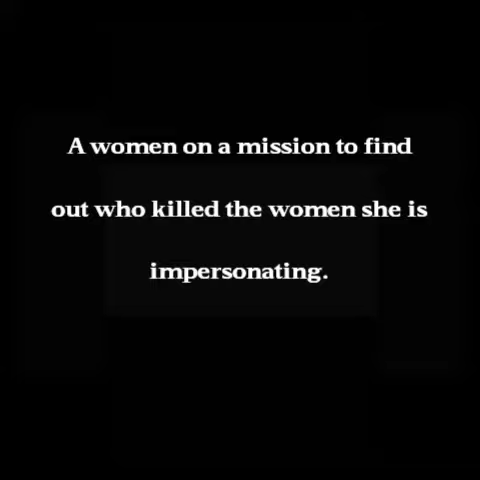 A women on a mission to find
out who killed the women she is
impersonating.